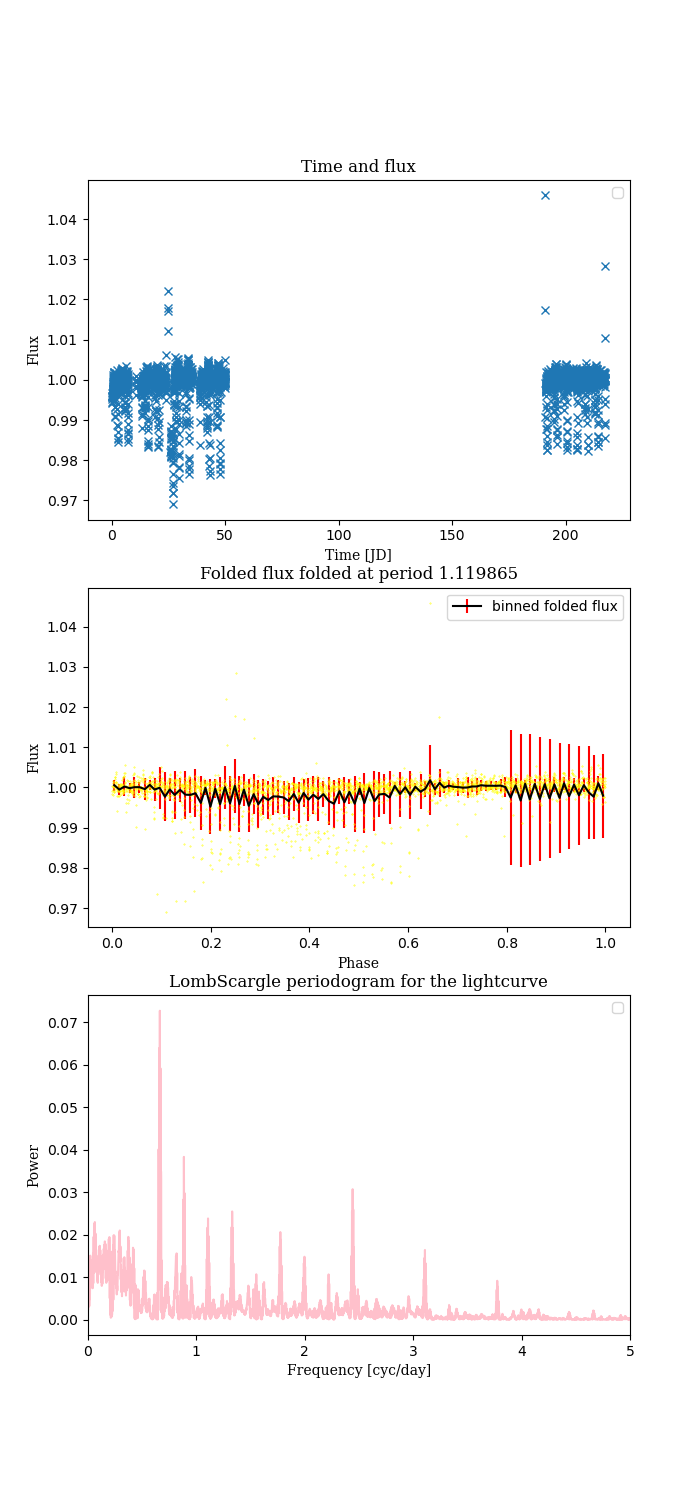 Time and flux
1.04
1.03
1.02
1.01
1.00
0.99
0.98
0.97
Flux
0 50 100 150 200
Time [JD]
Folded flux folded at period 1.119865
binned folded flux
1.04
1.03
1.02
1.01
1.00
0.99
0.98
0.97
Flux
0.0 0.2 0.4 0.6 0.8 1.0
Phase
LombScargle periodogram for the lightcurve
0.07
0.06
0.05
0.04
0.03
0.02
0.01
0.00
Power
0 1 2 3 4 5
Frequency [cyc/day]